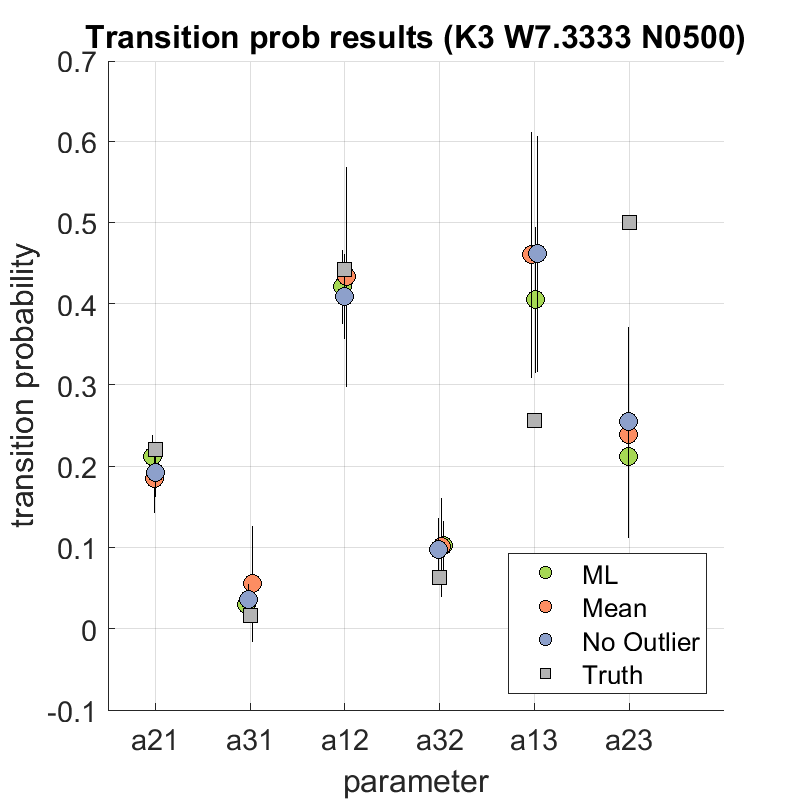 Transition prob results (K3 W7.3333 N0500)
0.7
0.6
0.5
0.4
0.3
0.2
0.1
0
-0.1
transition probability
ML
Mean
No Outlier
Truth
a21 a31 a12 a32 a13 a23
parameter